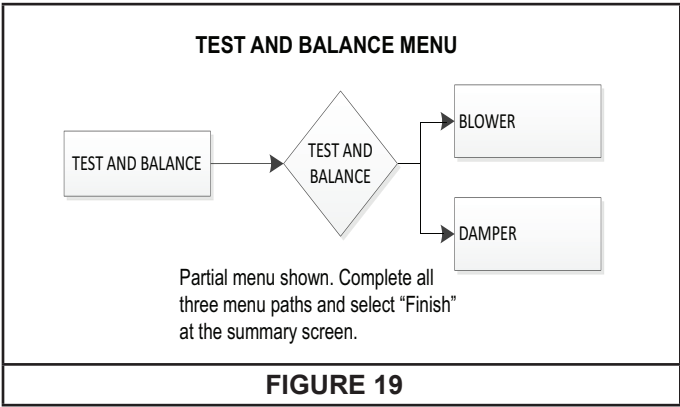 TEST AND BALANCE MENU
TEST AND BALANCE
TEST AND
BALANCE
BLOWER
DAMPER
Partial menu shown. Complete all
three menu paths and select “Finish”
at the summary screen.
FIGURE 19